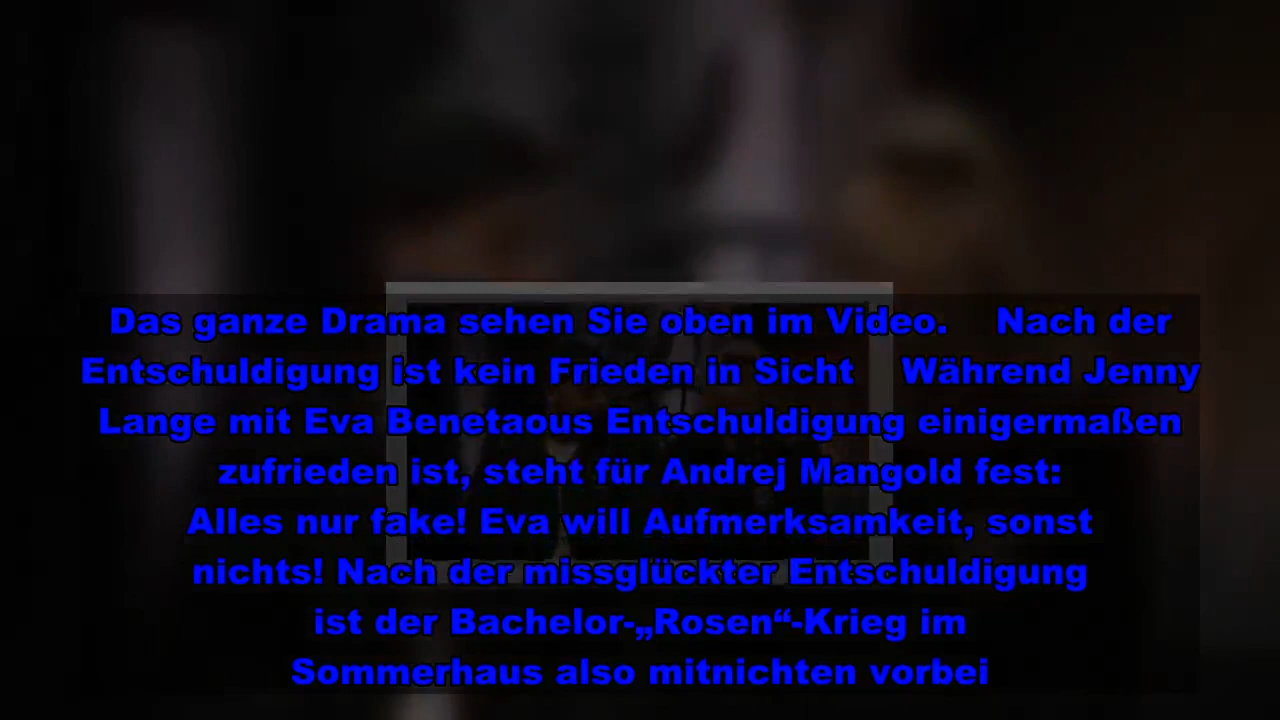 Das ganze Drama sehen Sie oben im Video. Nach der
Entschuldigung ist kein Frieden in Sicht Während Jenny
Lange mit Eva Benetaous Entschuldigung einigermaßen
zufrieden ist, steht für Andrej Mangold fest:
Alles nur fake! Eva will Aufmerksamkeit, sonst
nichts! Nach der missglückter Entschuldigung
ist der Bachelor-„Rosen“-Krieg im
Sommerhaus also mitnichten vorbei